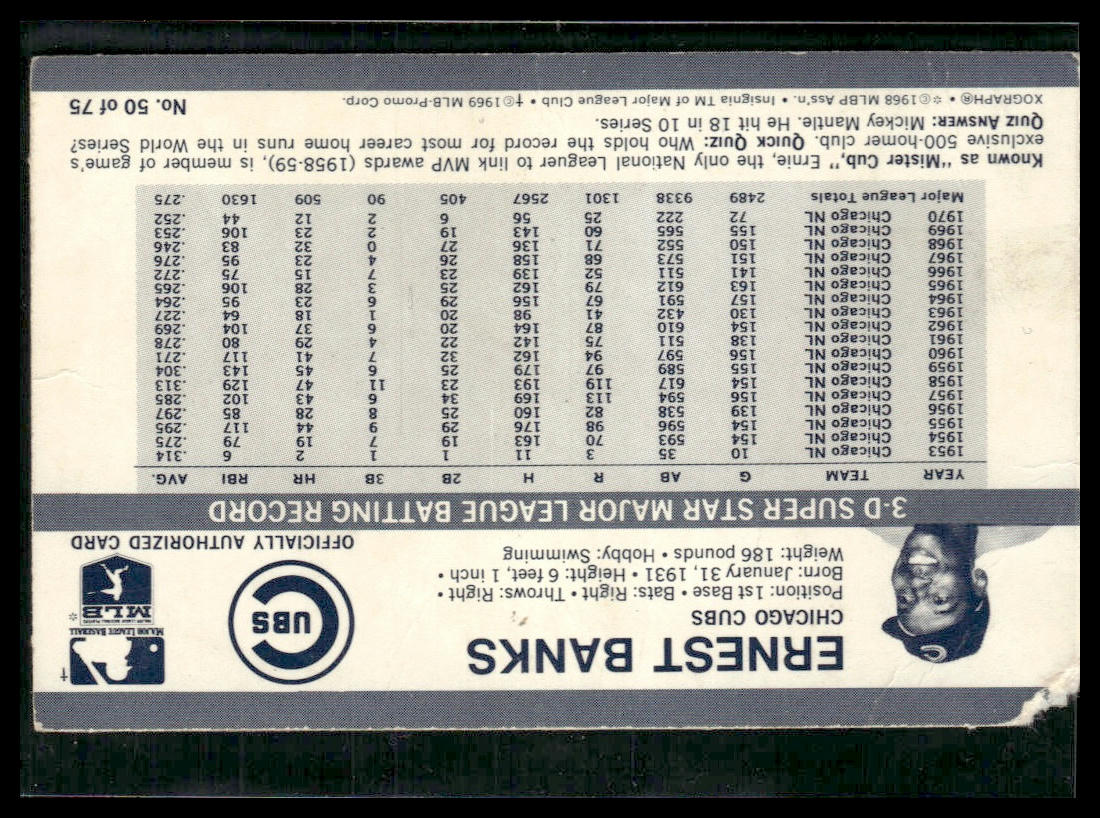 ERNEST BANKS
CHICAGO CUBS
Position: 1st Base • Bats: Right • Throws: Right •
Born: January 31, 1931 • Height: 6 feet, 1 inch •
Weight: 186 pounds • Hobby: Swimming
CUBS
†
MAJOR LEAGUE BASEBALL
MLB *
OFFICIALLY AUTHORIZED CARD
3-D SUPER STAR MAJOR LEAGUE BATTING RECORD
YEAR TEAM G AB R H 2B 3B HR RBI AVG.
1953 Chicago NL 10 35 3 11 1 1 2 6 .314
1954 Chicago NL 154 593 70 163 19 7 19 79 .275
1955 Chicago NL 154 596 98 176 29 9 44 117 .295
1956 Chicago NL 139 538 82 160 25 8 28 85 .297
1957 Chicago NL 156 594 113 169 34 6 43 102 .285
1958 Chicago NL 154 617 119 193 23 11 47 129 .313
1959 Chicago NL 155 589 97 179 25 6 45 143 .304
1960 Chicago NL 156 597 94 162 32 7 41 117 .271
1961 Chicago NL 138 511 75 142 22 4 29 80 .278
1962 Chicago NL 154 610 87 164 20 6 37 104 .269
1963 Chicago NL 130 432 41 98 20 1 18 64 .227
1964 Chicago NL 157 591 67 156 29 6 23 95 .264
1965 Chicago NL 163 612 79 162 25 3 28 106 .265
1966 Chicago NL 141 511 52 139 23 7 15 75 .272
1967 Chicago NL 151 573 68 158 26 4 23 95 .276
1968 Chicago NL 150 552 71 136 27 0 32 83 .246
1969 Chicago NL 155 565 60 143 19 2 23 106 .253
1970 Chicago NL 72 222 25 56 6 2 12 44 .252
Major League Totals 2489 9338 1301 2567 405 90 509 1630 .275
Known as "Mister Cub," Ernie, the only National Leaguer to link MVP awards (1958-59), is member of game's
exclusive 500-homer club. QUICK QUIZ: Who holds the record for most career home runs in the World Series?
QUIZ ANSWER: Mickey Mantle. He hit 18 in 10 Series.
XOGRAPH® • *©1968 MLBP Ass'n. • Insignia TM of Major League Club • †©1969 MLB-Promo Corp.
No. 50 of 75